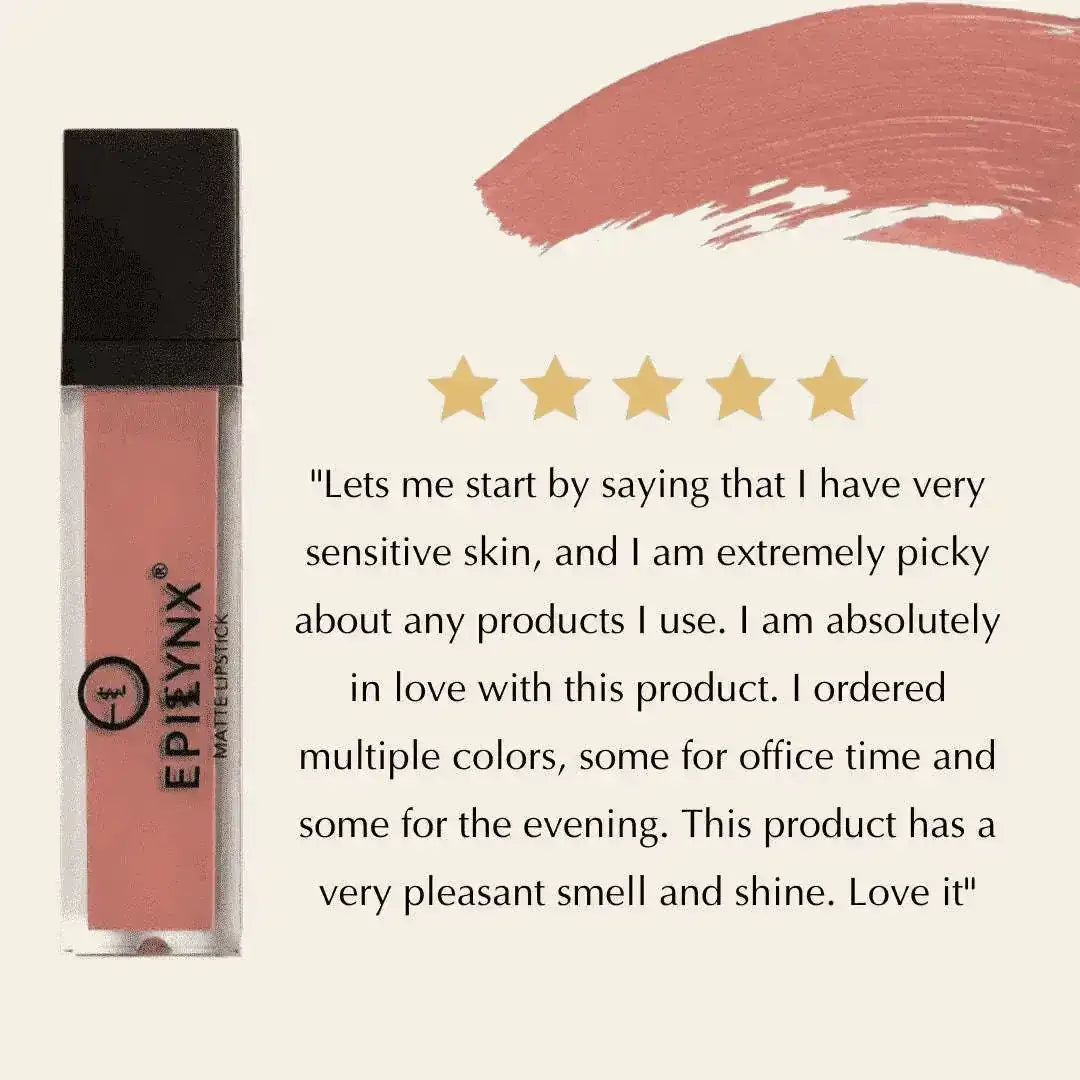 "Lets me start by saying that I have very
sensitive skin, and I am extremely picky
about any products I use. I am absolutely
in love with this product. I ordered
multiple colors, some for office time and
some for the evening. This product has a
very pleasant smell and shine. Love it"
EPILYNX®
MATTE LIPSTICK